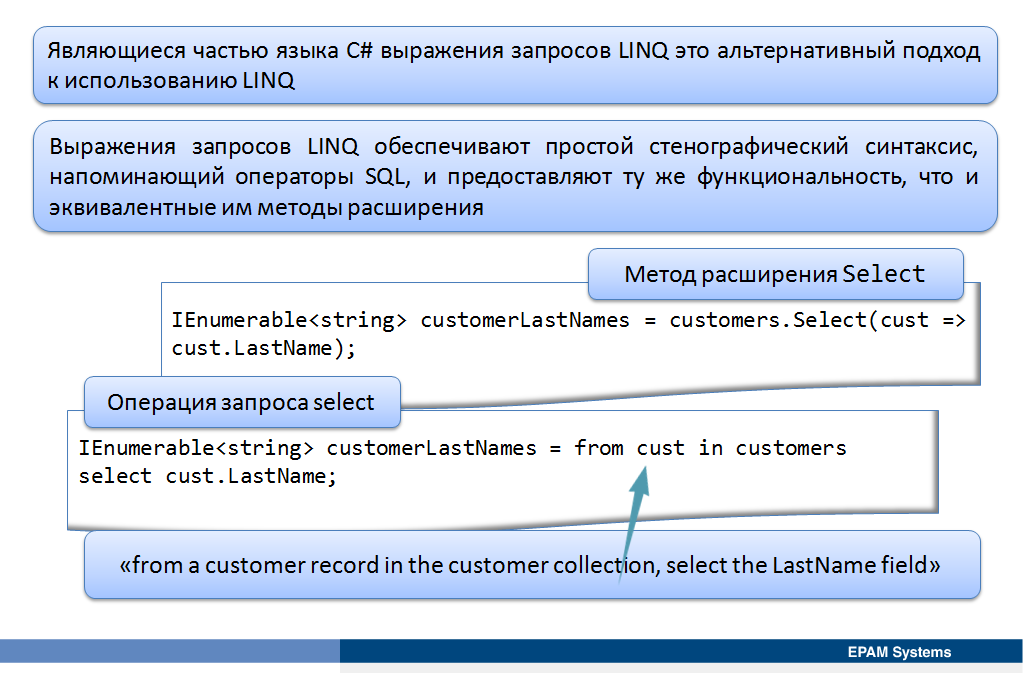 Являющиеся частью языка C# выражения запросов LINQ это альтернативный подход
к использованию LINQ
Выражения запросов LINQ обеспечивают простой стенографический синтаксис,
напоминающий операторы SQL, и предоставляют ту же функциональность, что и
эквивалентные им методы расширения
Метод расширения Select
IEnumerable<string> customerLastNames = customers.Select(cust =>
cust.LastName);
Операция запроса select
IEnumerable<string> customerLastNames = from cust in customers
select cust.LastName;
«from a customer record in the customer collection, select the LastName field»
EPAM Systems